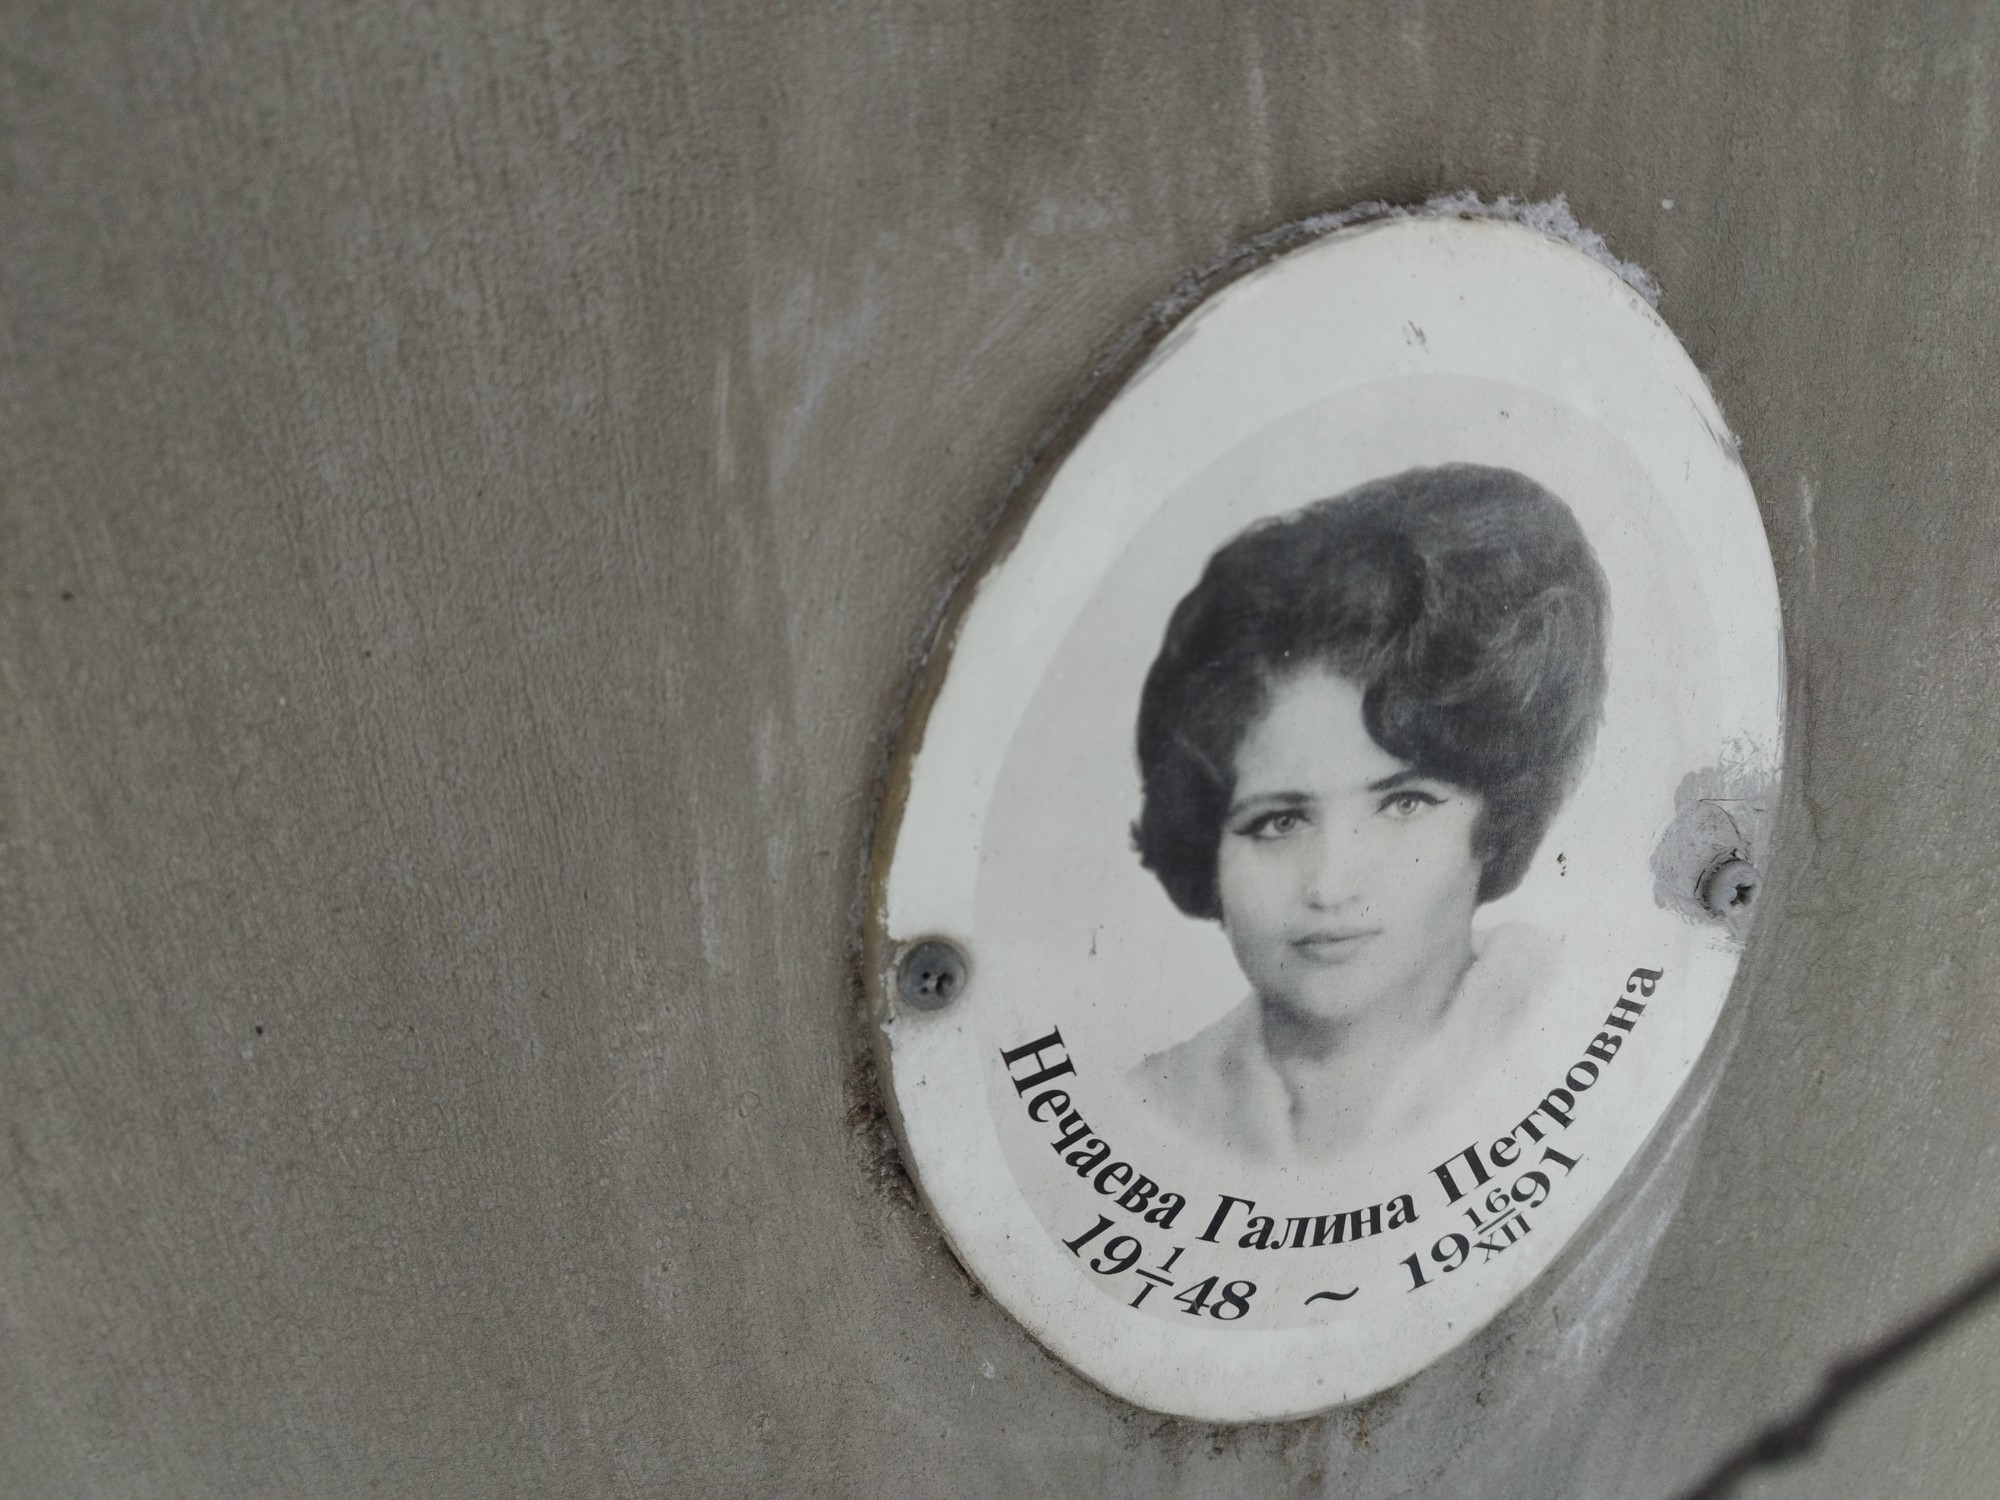 Нечаева Галина Петровна
19 1/I 48 ~ 19 16/XII 91